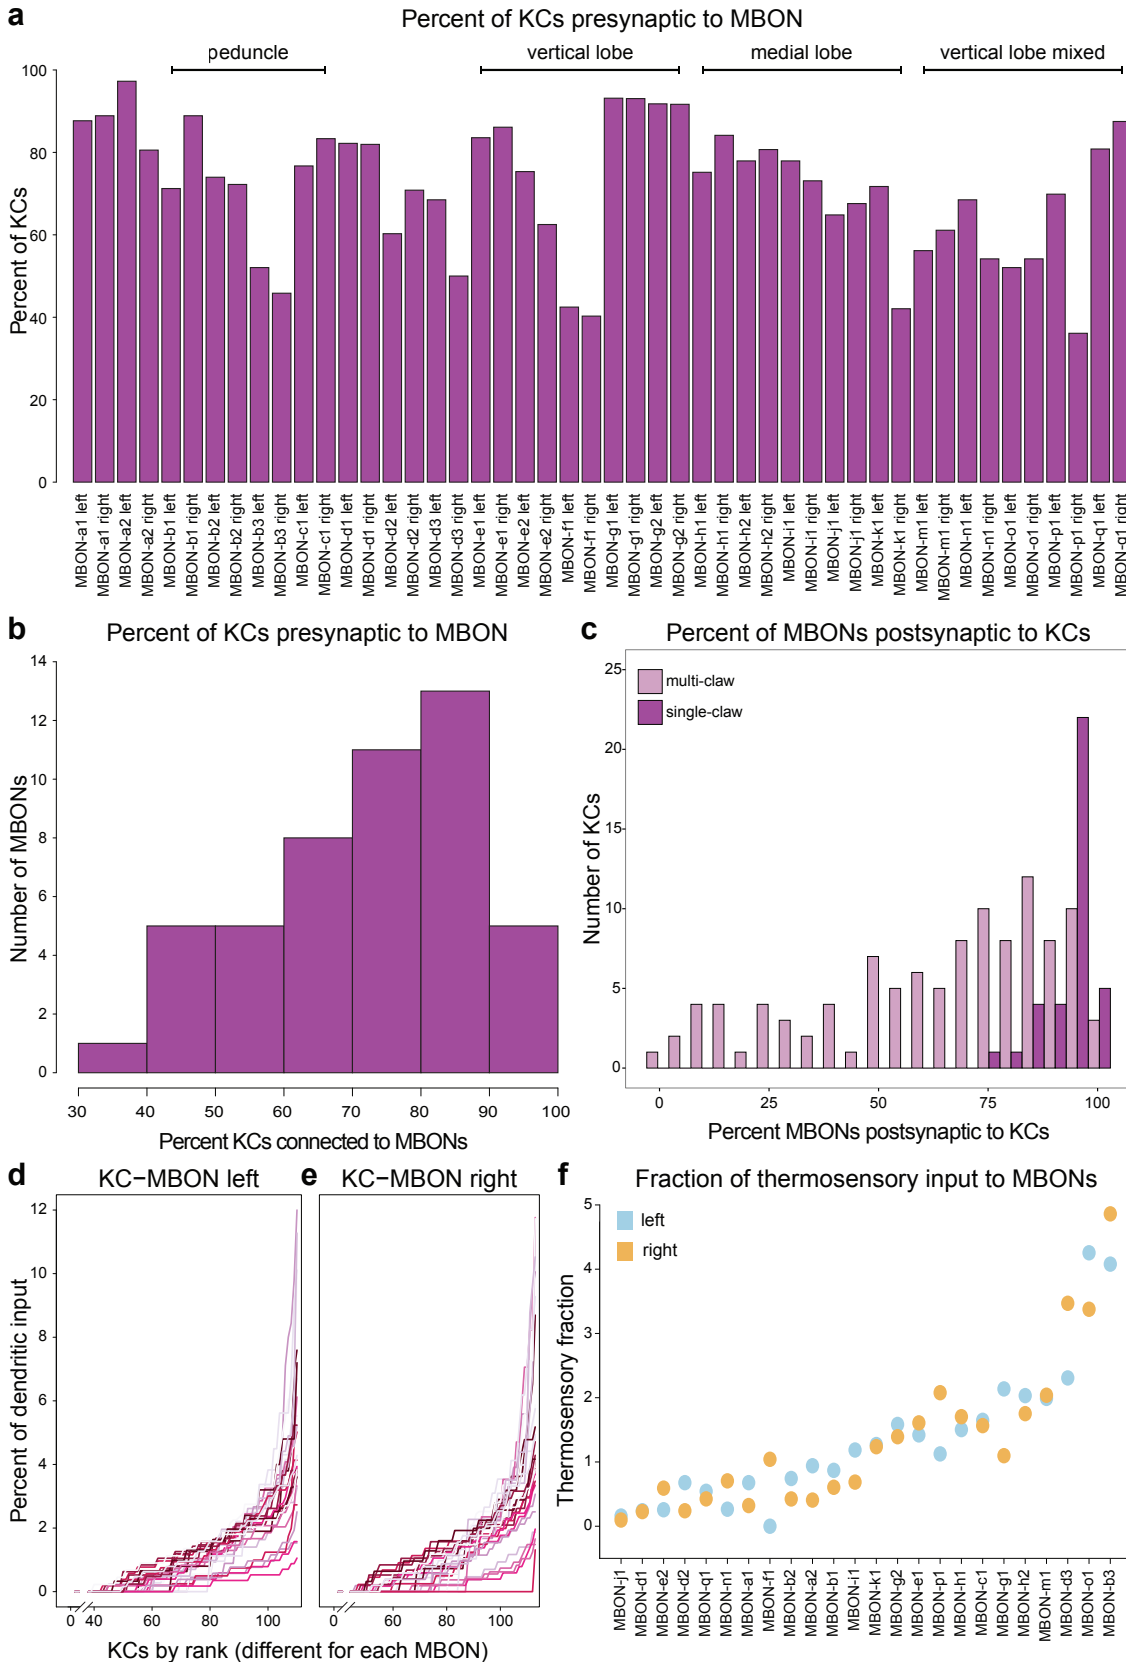 a
Percent of KCs presynaptic to MBON
peduncle
vertical lobe
medial lobe
vertical lobe mixed
Percent of KCs
100
80
60
40
20
0
MBON-a1 left
MBON-a1 right
MBON-a2 left
MBON-a2 right
MBON-b1 left
MBON-b1 right
MBON-b2 left
MBON-b2 right
MBON-b3 left
MBON-b3 right
MBON-c1 left
MBON-c1 right
MBON-d1 left
MBON-d1 right
MBON-d2 left
MBON-d2 right
MBON-d3 left
MBON-d3 right
MBON-e1 left
MBON-e1 right
MBON-e2 left
MBON-e2 right
MBON-f1 left
MBON-f1 right
MBON-g1 left
MBON-g1 right
MBON-g2 left
MBON-g2 right
MBON-h1 left
MBON-h1 right
MBON-h2 left
MBON-h2 right
MBON-i1 left
MBON-i1 right
MBON-j1 left
MBON-j1 right
MBON-k1 left
MBON-k1 right
MBON-m1 left
MBON-m1 right
MBON-n1 left
MBON-n1 right
MBON-o1 left
MBON-o1 right
MBON-p1 left
MBON-p1 right
MBON-q1 left
MBON-q1 right
b
Percent of KCs presynaptic to MBON
Number of MBONs
14
12
10
8
6
4
2
0
30 40 50 60 70 80 90 100
Percent KCs connected to MBONs
c
Percent of MBONs postsynaptic to KCs
multi-claw
single-claw
Number of KCs
25
20
15
10
5
0
0 25 50 75 100
Percent MBONs postsynaptic to KCs
d
KC−MBON left
Percent of dendritic input
12
10
8
6
4
2
0
0 40 60 80 100
e
KC−MBON right
0 60 80 100
KCs by rank (different for each MBON)
f
Fraction of thermosensory input to MBONs
left
right
Thermosensory fraction
5
4
3
2
1
0
MBON-j1
MBON-d1
MBON-e2
MBON-d2
MBON-q1
MBON-n1
MBON-a1
MBON-f1
MBON-b2
MBON-a2
MBON-b1
MBON-i1
MBON-k1
MBON-g2
MBON-e1
MBON-p1
MBON-h1
MBON-c1
MBON-g1
MBON-h2
MBON-m1
MBON-d3
MBON-o1
MBON-b3